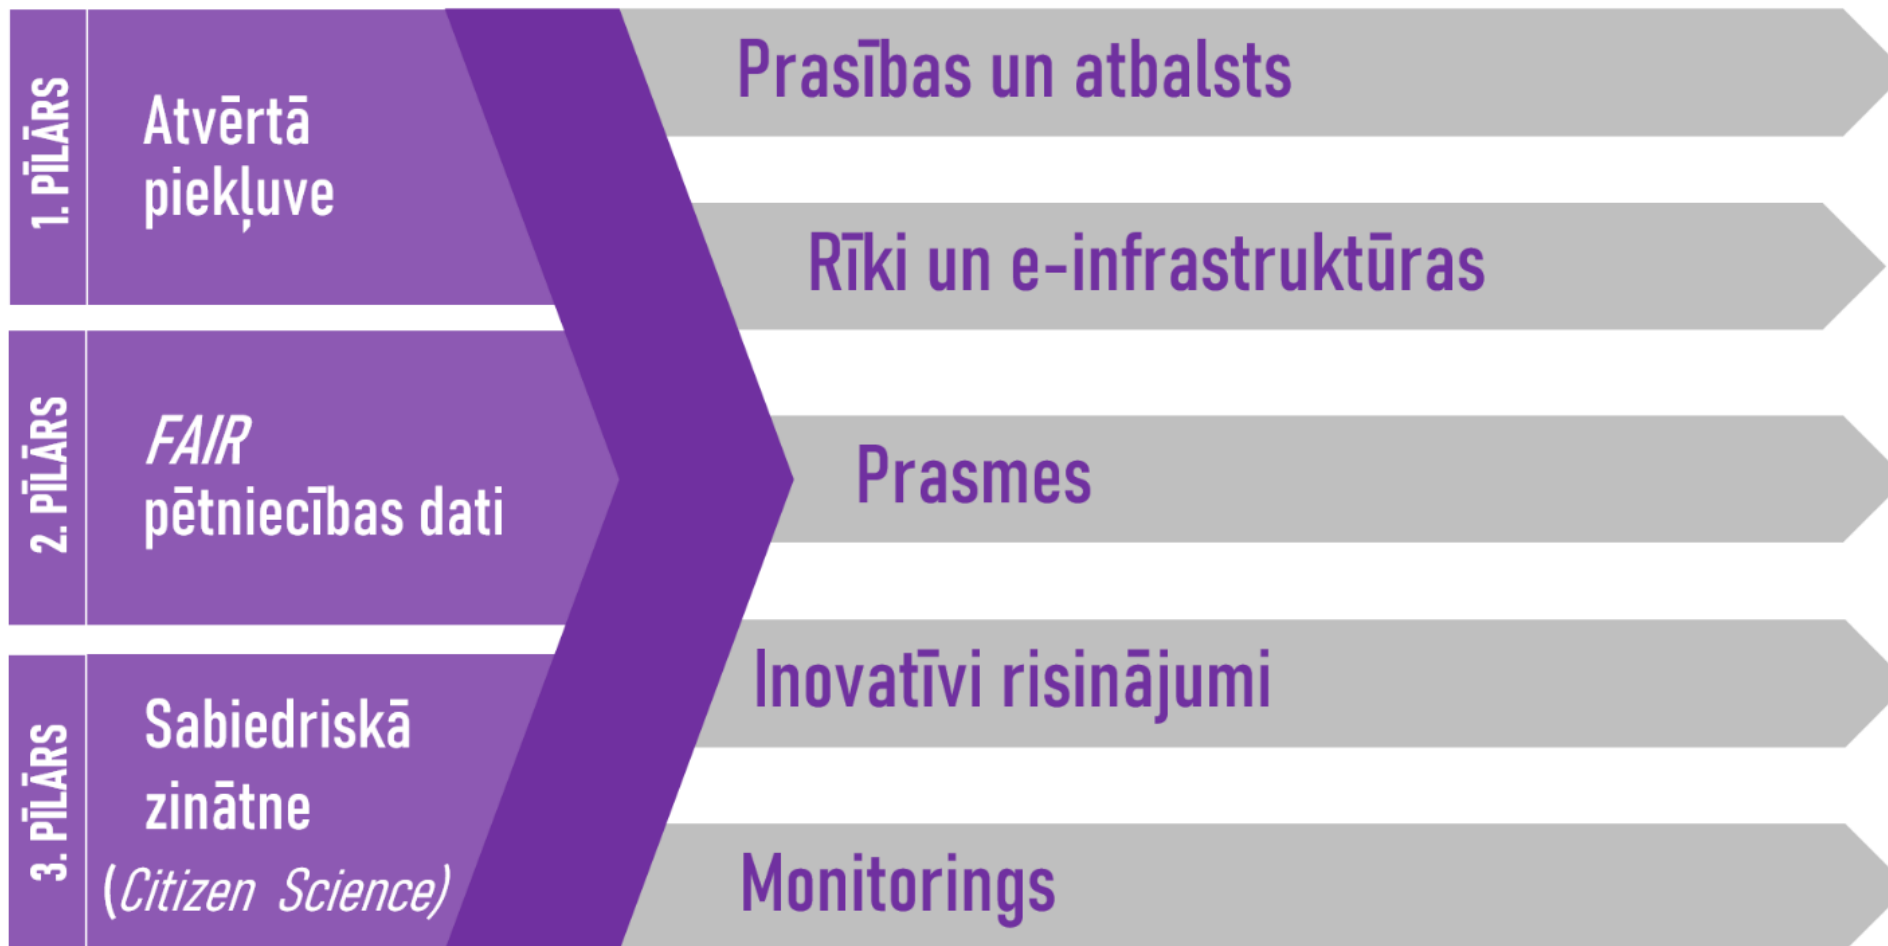 1. PĪLĀRS
Atvērtā
piekļuve
2. PĪLĀRS
FAIR
pētniecības dati
3. PĪLĀRS
Sabiedriskā
zinātne
(Citizen Science)
Prasības un atbalsts
Rīki un e-infrastruktūras
Prasmes
Inovatīvi risinājumi
Monitorings